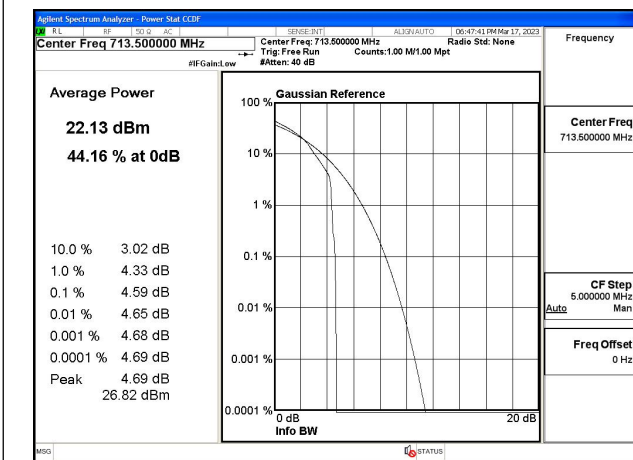 Agilent Spectrum Analyzer - Power Stat CCDF
LXI RL RF 50 Ω AC SENSE:INT ALIGN AUTO 06:47:41 PM Mar 17, 2023
Center Freq 713.500000 MHz
Center Freq: 713.500000 MHz Radio Std: None
Trig: Free Run Counts:1.00 M/1.00 Mpt
#IFGain:Low #Atten: 40 dB
Frequency
Average Power
22.13 dBm
44.16 % at 0dB
10.0 % 3.02 dB
1.0 % 4.33 dB
0.1 % 4.59 dB
0.01 % 4.65 dB
0.001 % 4.68 dB
0.0001 % 4.69 dB
Peak 4.69 dB
26.82 dBm
Gaussian Reference
100 %
10 %
1 %
0.1 %
0.01 %
0.001 %
0.0001 %
0 dB 20 dB
Info BW
Center Freq
713.500000 MHz
CF Step
5.000000 MHz
Auto Man
Freq Offset
0 Hz
MSG STATUS